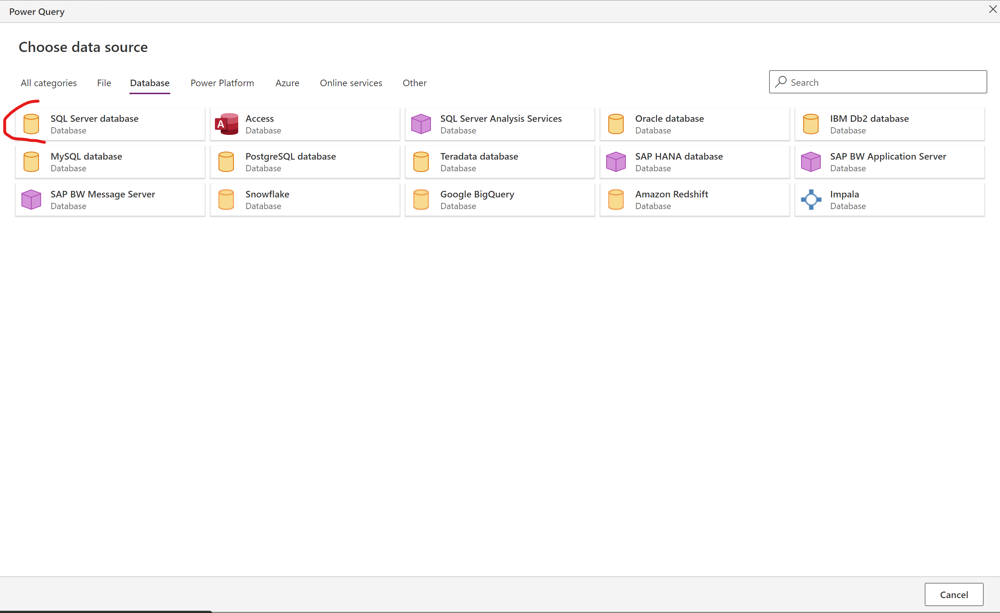 Power Query
Choose data source
All categories File Database Power Platform Azure Online services Other Search
SQL Server database
Database
Access
Database
SQL Server Analysis Services
Database
Oracle database
Database
IBM Db2 database
Database
MySQL database
Database
PostgreSQL database
Database
Teradata database
Database
SAP HANA database
Database
SAP BW Application Server
Database
SAP BW Message Server
Database
Snowflake
Database
Google BigQuery
Database
Amazon Redshift
Database
Impala
Database
Cancel